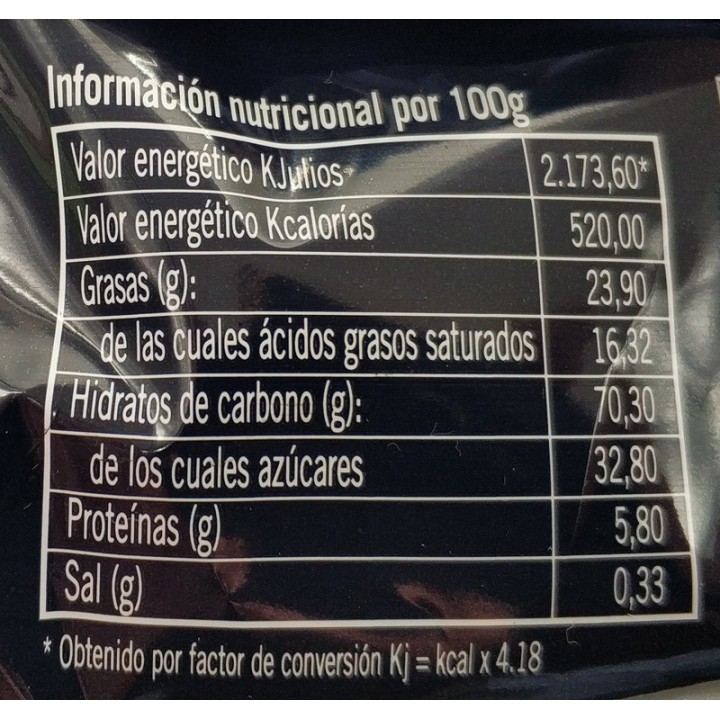 Información nutricional por 100g
Valor energético KJulios 2.173,60*
Valor energético Kcalorías 520,00
Grasas (g): 23,90
de las cuales ácidos grasos saturados 16,32
Hidratos de carbono (g): 70,30
de los cuales azúcares 32,80
Proteínas (g) 5,80
Sal (g) 0,33
* Obtenido por factor de conversión Kj = kcal x 4.18